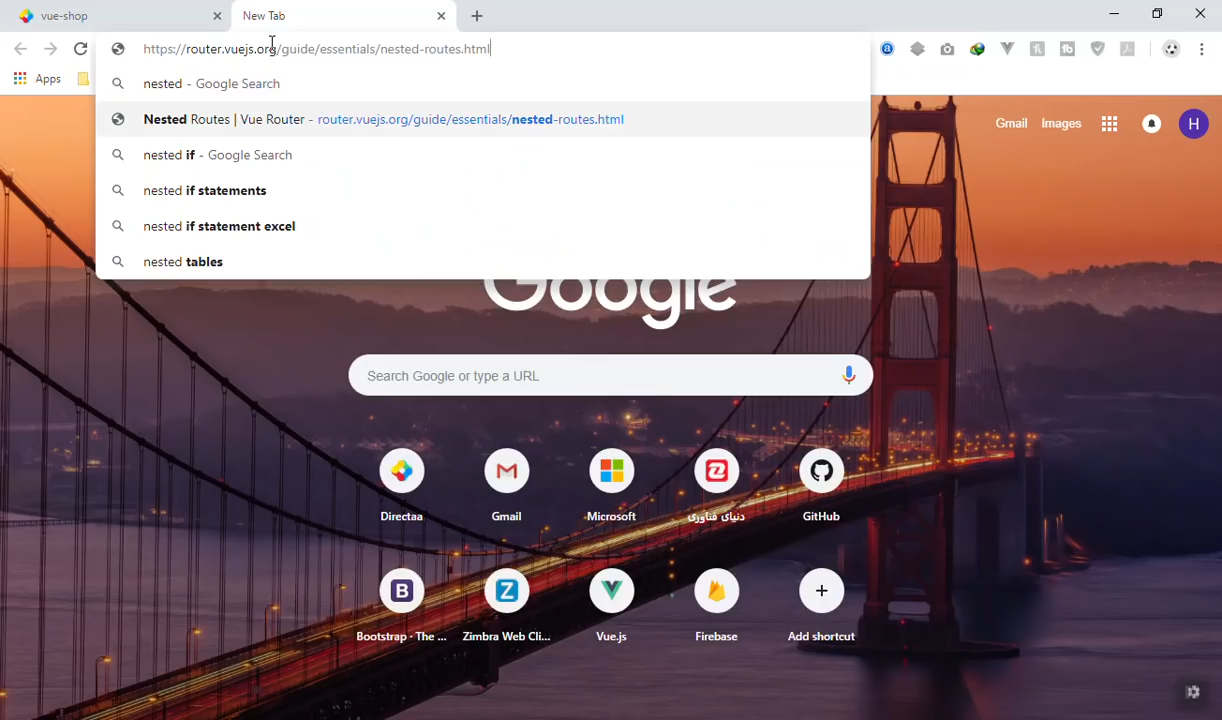 vue-shop
New Tab
https://router.vuejs.org/guide/essentials/nested-routes.html
Apps
nested - Google Search
Nested Routes | Vue Router - router.vuejs.org/guide/essentials/nested-routes.html
nested if - Google Search
nested if statements
nested if statement excel
nested tables
Gmail Images
H
Google
Search Google or type a URL
Directaa
Gmail
Microsoft
دنیای فناوری
GitHub
Bootstrap · The ...
Zimbra Web Cli...
Vue.js
Firebase
Add shortcut